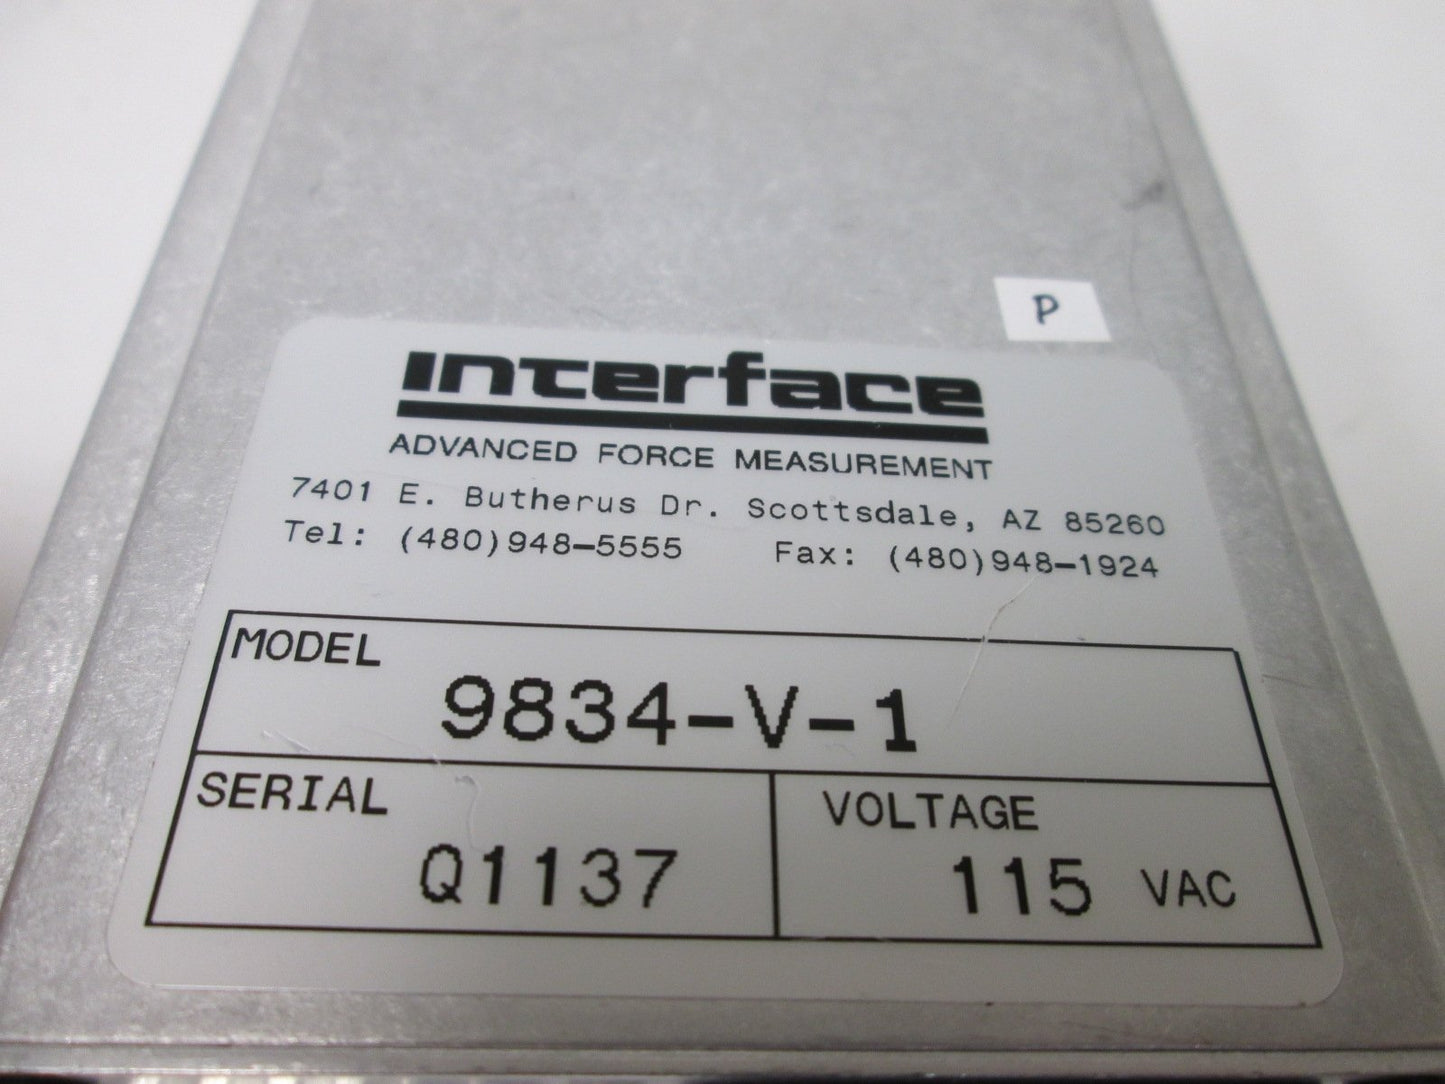 P
Interface
ADVANCED FORCE MEASUREMENT
7401 E. Butherus Dr. Scottsdale, AZ 85260
Tel: (480)948-5555 Fax: (480)948-1924
MODEL
9834-V-1
SERIAL
Q1137
VOLTAGE
115 VAC